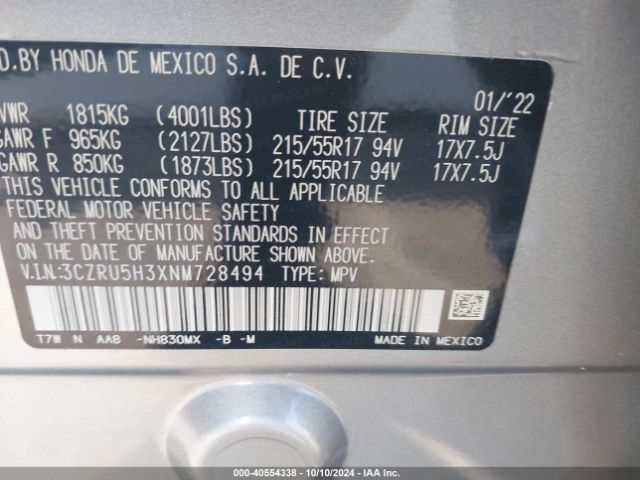 D.BY HONDA DE MEXICO S.A. DE C.V.
01/'22
VWR 1815KG (4001LBS) TIRE SIZE RIM SIZE
GAWR F 965KG (2127LBS) 215/55R17 94V 17X7.5J
GAWR R 850KG (1873LBS) 215/55R17 94V 17X7.5J
THIS VEHICLE CONFORMS TO ALL APPLICABLE
FEDERAL MOTOR VEHICLE SAFETY
AND THEFT PREVENTION STANDARDS IN EFFECT
ON THE DATE OF MANUFACTURE SHOWN ABOVE.
V.I.N:3CZRU5H3XNM728494 TYPE: MPV
T7W N AA8 -NH830MX -B -M MADE IN MEXICO
000-40554338 - 10/10/2024 - IAA Inc.